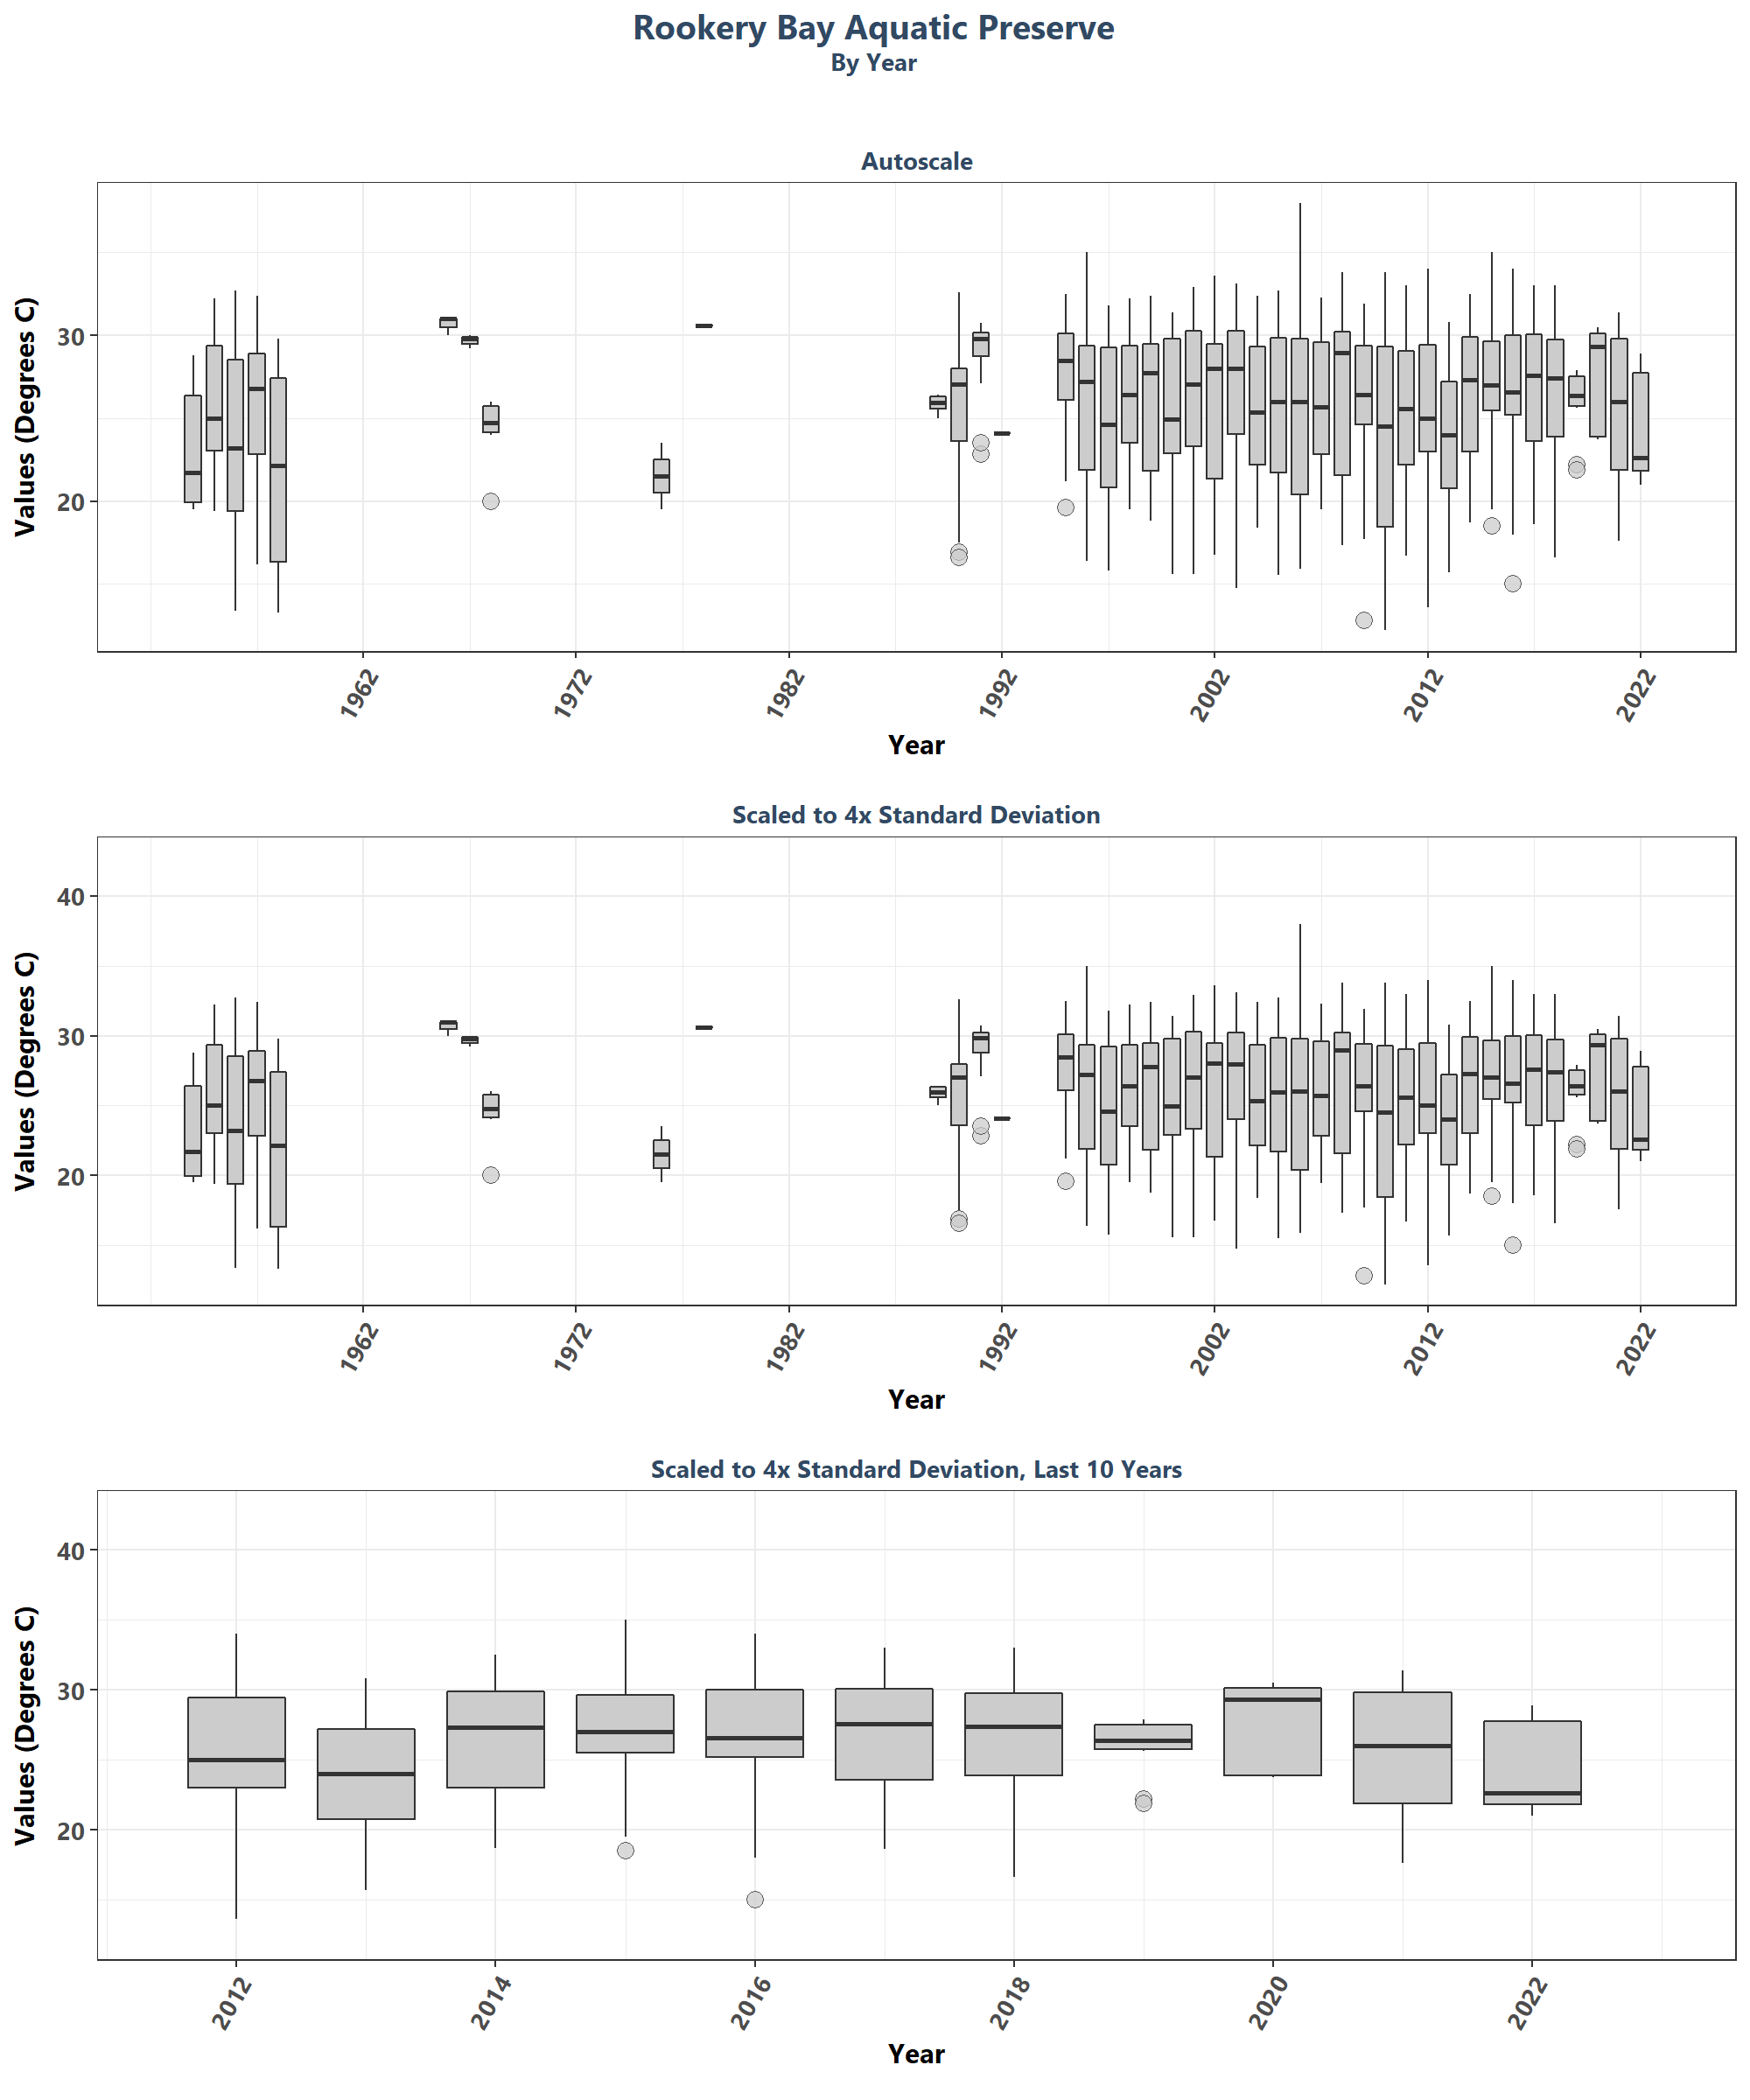 Rookery Bay Aquatic Preserve
By Year
Autoscale
Values (Degrees C)
30
20
1962 1972 1982 1992 2002 2012 2022
Year
Scaled to 4x Standard Deviation
Values (Degrees C)
40
30
20
1962 1972 1982 1992 2002 2012 2022
Year
Scaled to 4x Standard Deviation, Last 10 Years
Values (Degrees C)
40
30
20
2012 2014 2016 2018 2020 2022
Year